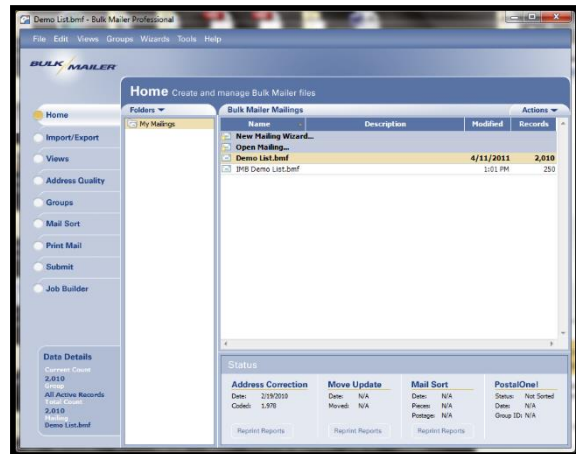 Demo List.bmf - Bulk Mailer Professional
File Edit Views Groups Wizards Tools Help
BULK MAILER
Home Create and manage Bulk Mailer files
Home
Import/Export
Views
Address Quality
Groups
Mail Sort
Print Mail
Submit
Job Builder
Folders
My Mailings
Bulk Mailer Mailings Actions
Name Description Modified Records
New Mailing Wizard...
Open Mailing...
Demo List.bmf 4/11/2011 2,010
IMB Demo List.bmf 1:01 PM 250
Data Details
Current Count
2,010
Group
All Active Records
Total Count
2,010
Mailing
Demo List.bmf
Status
Address Correction
Date: 2/19/2010
Coded: 1,978
Reprint Reports
Move Update
Date: N/A
Moved: N/A
Reprint Reports
Mail Sort
Date: N/A
Pieces: N/A
Postage: N/A
Reprint Reports
PostalOne!
Status: Not Sorted
Date: N/A
Group ID: N/A